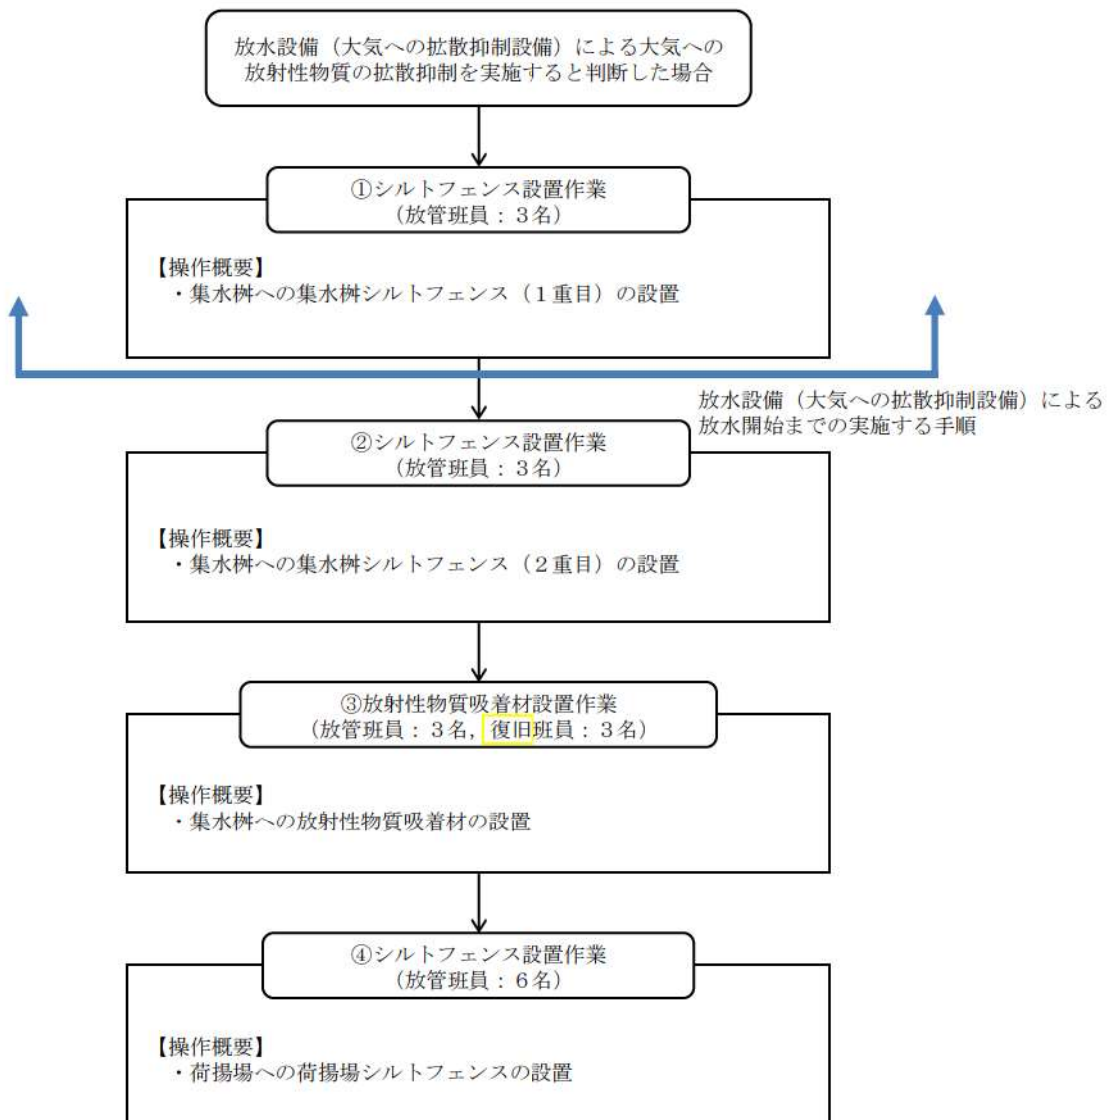 放水設備（大気への拡散抑制設備）による大気への
放射性物質の拡散抑制を実施すると判断した場合
①シルトフェンス設置作業
（放管班員：３名）
【操作概要】
・集水桝への集水桝シルトフェンス（１重目）の設置
放水設備（大気への拡散抑制設備）による
放水開始までの実施する手順
②シルトフェンス設置作業
（放管班員：３名）
【操作概要】
・集水桝への集水桝シルトフェンス（２重目）の設置
③放射性物質吸着材設置作業
（放管班員：３名，復旧班員：３名）
【操作概要】
・集水桝への放射性物質吸着材の設置
④シルトフェンス設置作業
（放管班員：６名）
【操作概要】
・荷揚場への荷揚場シルトフェンスの設置